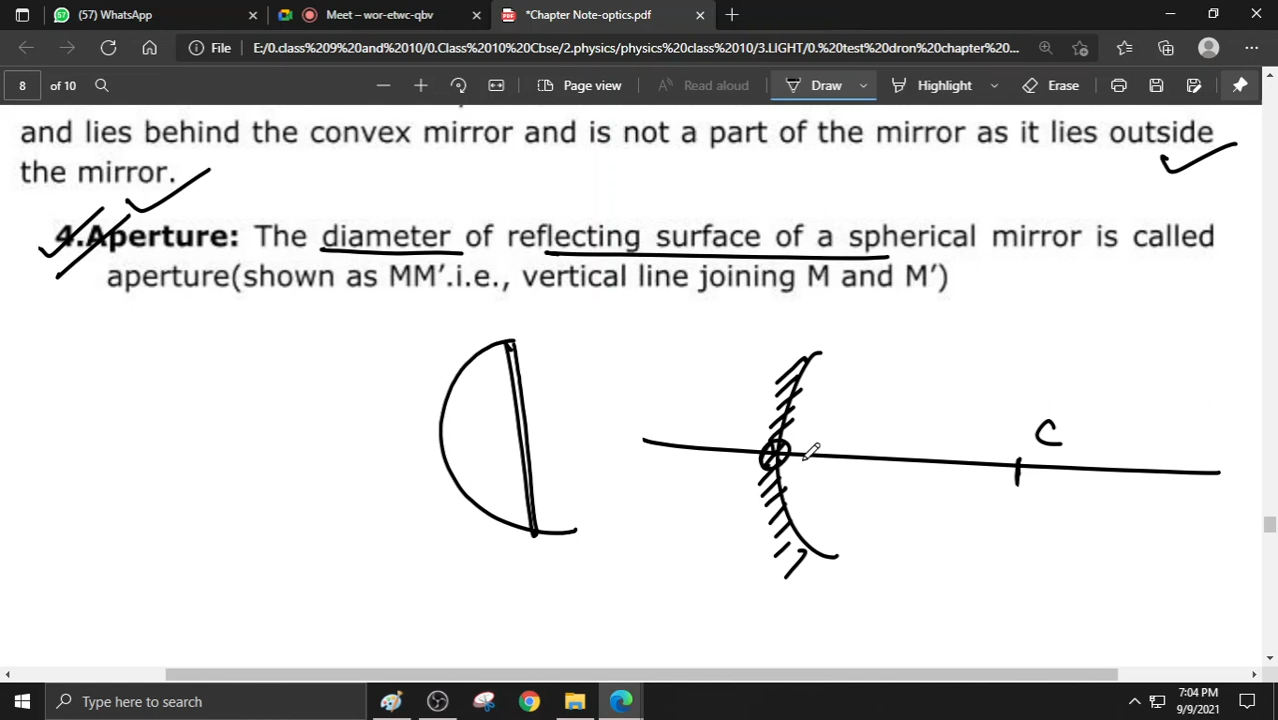 (57) WhatsApp
Meet – wor-etwc-qbv
*Chapter Note-optics.pdf
File
E:/0.class%209%20and%2010/0.Class%2010%20Cbse/2.physics/physics%20class%2010/3.LIGHT/0.%20test%20dron%20chapter%20...
8 of 10
Page view
Read aloud
Draw
Highlight
Erase
and lies behind the convex mirror and is not a part of the mirror as it lies outside
the mirror.
4.Aperture: The diameter of reflecting surface of a spherical mirror is called
aperture(shown as MM′.i.e., vertical line joining M and M′)
C
Type here to search
7:04 PM
9/9/2021